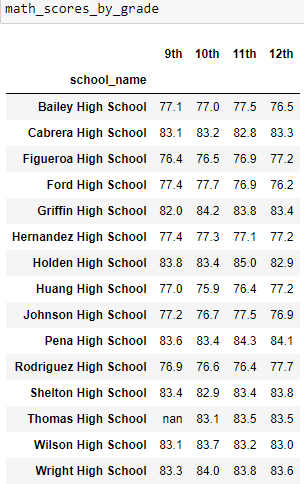 math_scores_by_grade
9th 10th 11th 12th
school_name
Bailey High School 77.1 77.0 77.5 76.5
Cabrera High School 83.1 83.2 82.8 83.3
Figueroa High School 76.4 76.5 76.9 77.2
Ford High School 77.4 77.7 76.9 76.2
Griffin High School 82.0 84.2 83.8 83.4
Hernandez High School 77.4 77.3 77.1 77.2
Holden High School 83.8 83.4 85.0 82.9
Huang High School 77.0 75.9 76.4 77.2
Johnson High School 77.2 76.7 77.5 76.9
Pena High School 83.6 83.4 84.3 84.1
Rodriguez High School 76.9 76.6 76.4 77.7
Shelton High School 83.4 82.9 83.4 83.8
Thomas High School nan 83.1 83.5 83.5
Wilson High School 83.1 83.7 83.2 83.0
Wright High School 83.3 84.0 83.8 83.6